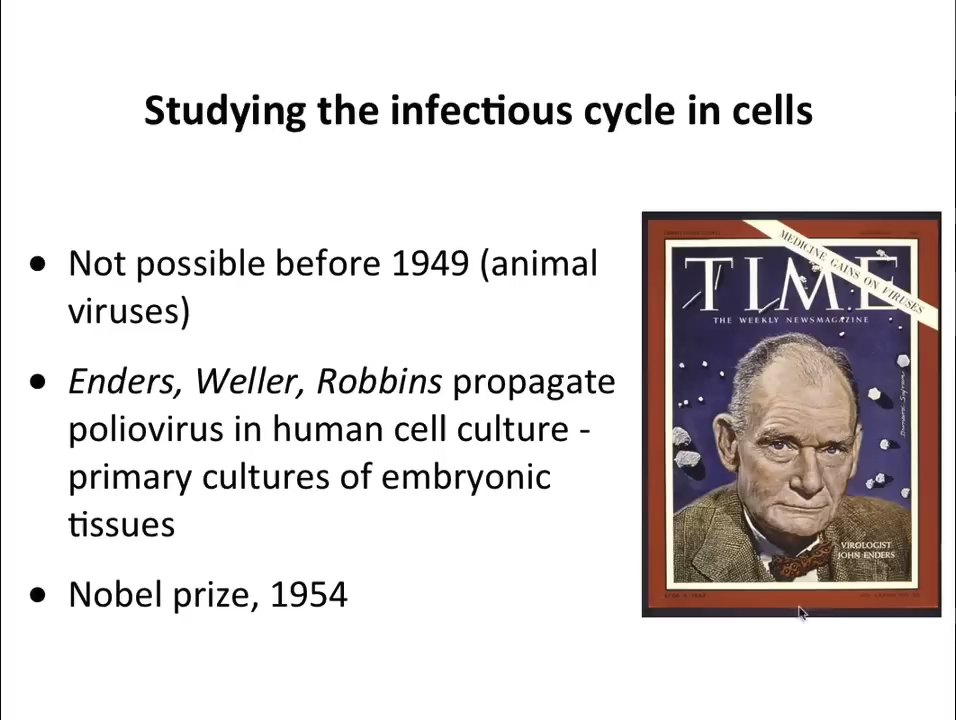 Studying the infectious cycle in cells
• Not possible before 1949 (animal
viruses)
• Enders, Weller, Robbins propagate
poliovirus in human cell culture -
primary cultures of embryonic
tissues
• Nobel prize, 1954
MEDICINE GAINS ON VIRUSES
TIME
THE WEEKLY NEWSMAGAZINE
VIROLOGIST
JOHN ENDERS